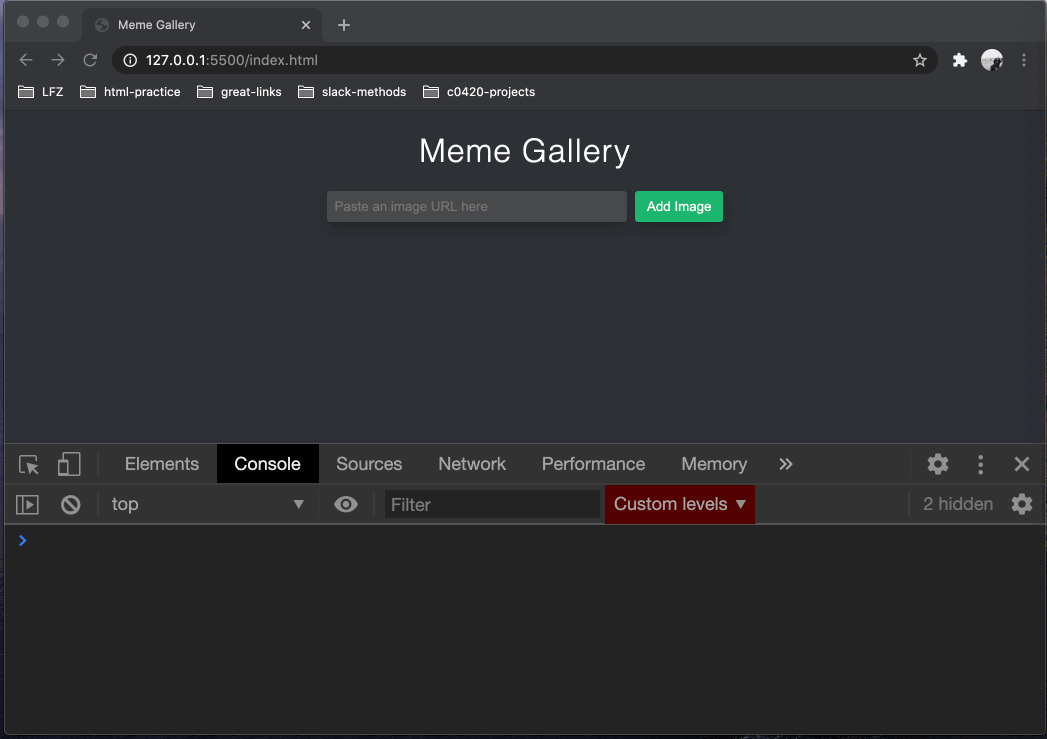 Meme Gallery
127.0.0.1:5500/index.html
LFZ html-practice great-links slack-methods c0420-projects
Meme Gallery
Paste an image URL here Add Image
Elements Console Sources Network Performance Memory »
top ▼ Filter Custom levels ▼ 2 hidden